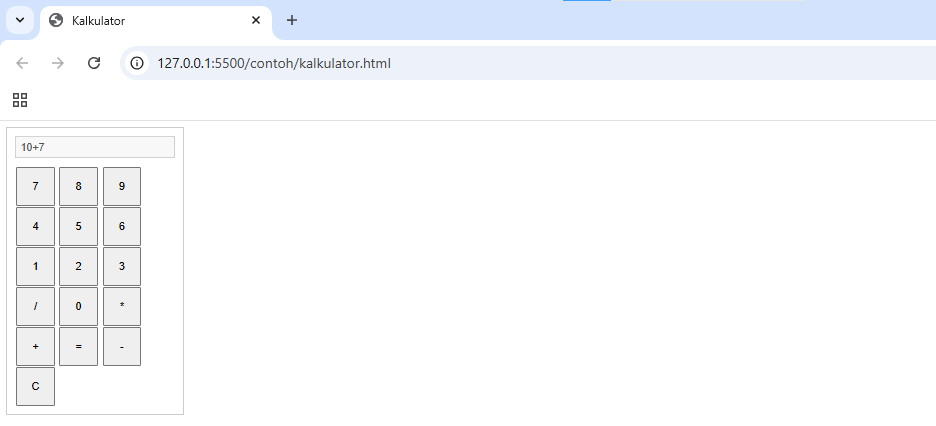 Kalkulator
127.0.0.1:5500/contoh/kalkulator.html
10+7
7 8 9
4 5 6
1 2 3
/ 0 *
+ = -
C